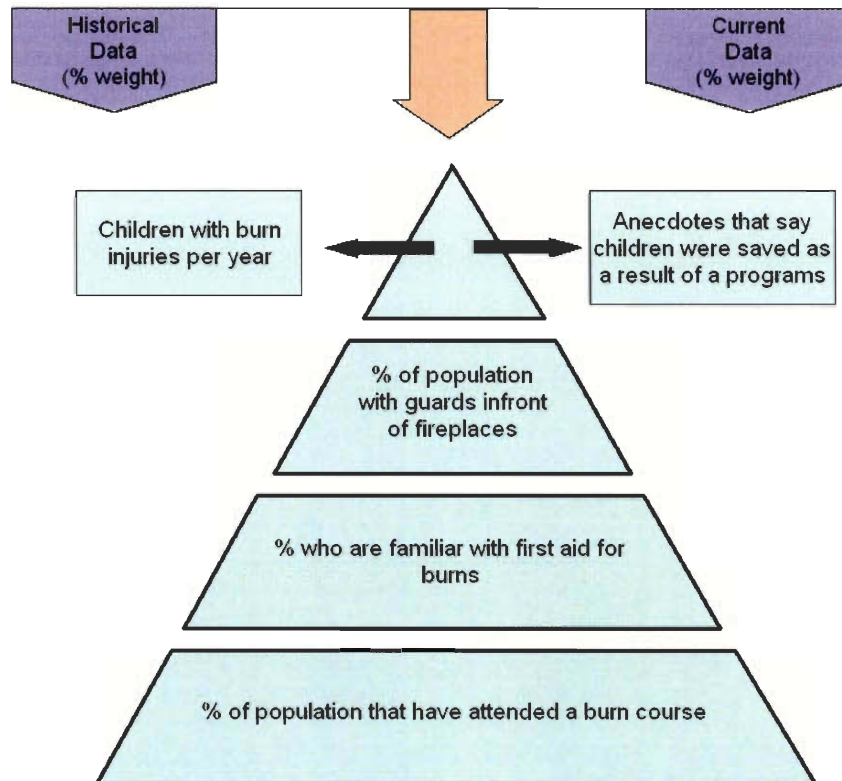 Historical
Data
(% weight)
Current
Data
(% weight)
Children with burn
injuries per year
Anecdotes that say
children were saved as
a result of a programs
% of population
with guards infront
of fireplaces
% who are familiar with first aid for
burns
% of population that have attended a burn course